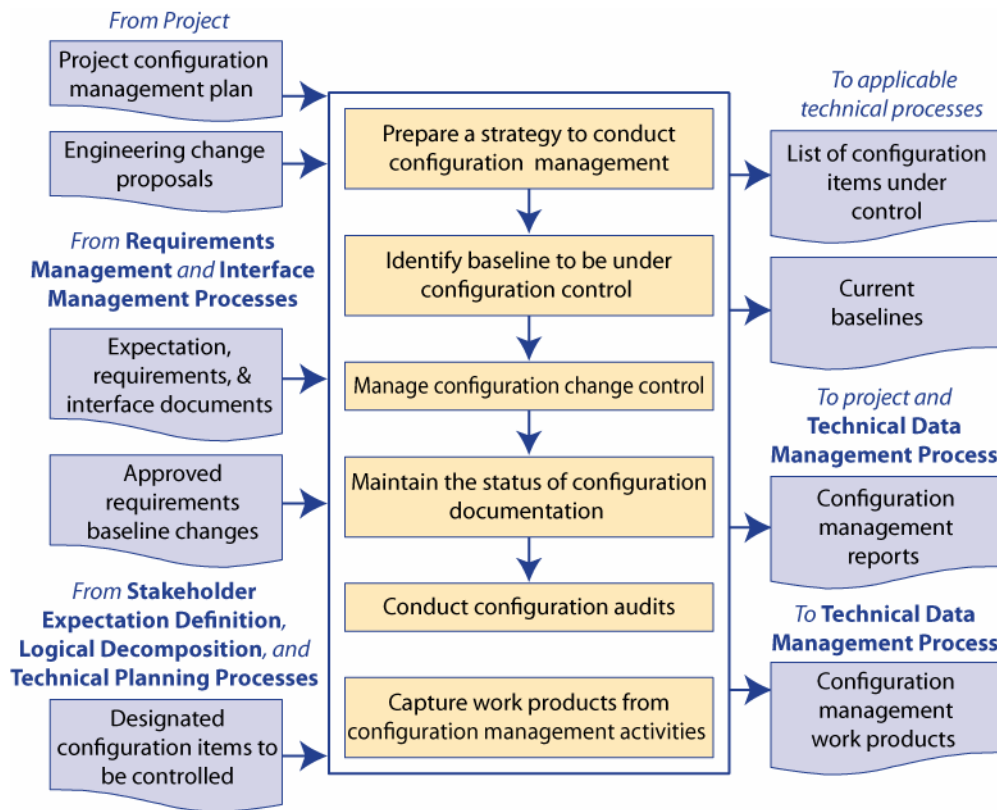 From Project
Project configuration
management plan
Engineering change
proposals
From Requirements
Management and Interface
Management Processes
Expectation,
requirements, &
interface documents
Approved
requirements
baseline changes
From Stakeholder
Expectation Definition,
Logical Decomposition, and
Technical Planning Processes
Designated
configuration items to
be controlled
Prepare a strategy to conduct
configuration management
Identify baseline to be under
configuration control
Manage configuration change control
Maintain the status of configuration
documentation
Conduct configuration audits
Capture work products from
configuration management activities
To applicable
technical processes
List of configuration
items under
control
Current
baselines
To project and
Technical Data
Management Process
Configuration
management
reports
To Technical Data
Management Process
Configuration
management
work products